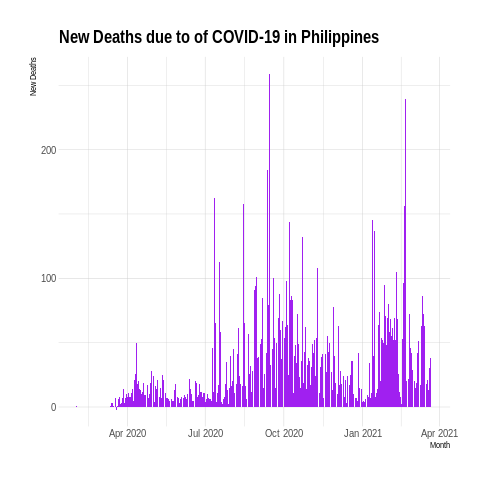 New Deaths due to of COVID-19 in Philippines
New Deaths
200
100
0
Apr 2020 Jul 2020 Oct 2020 Jan 2021 Apr 2021
Month